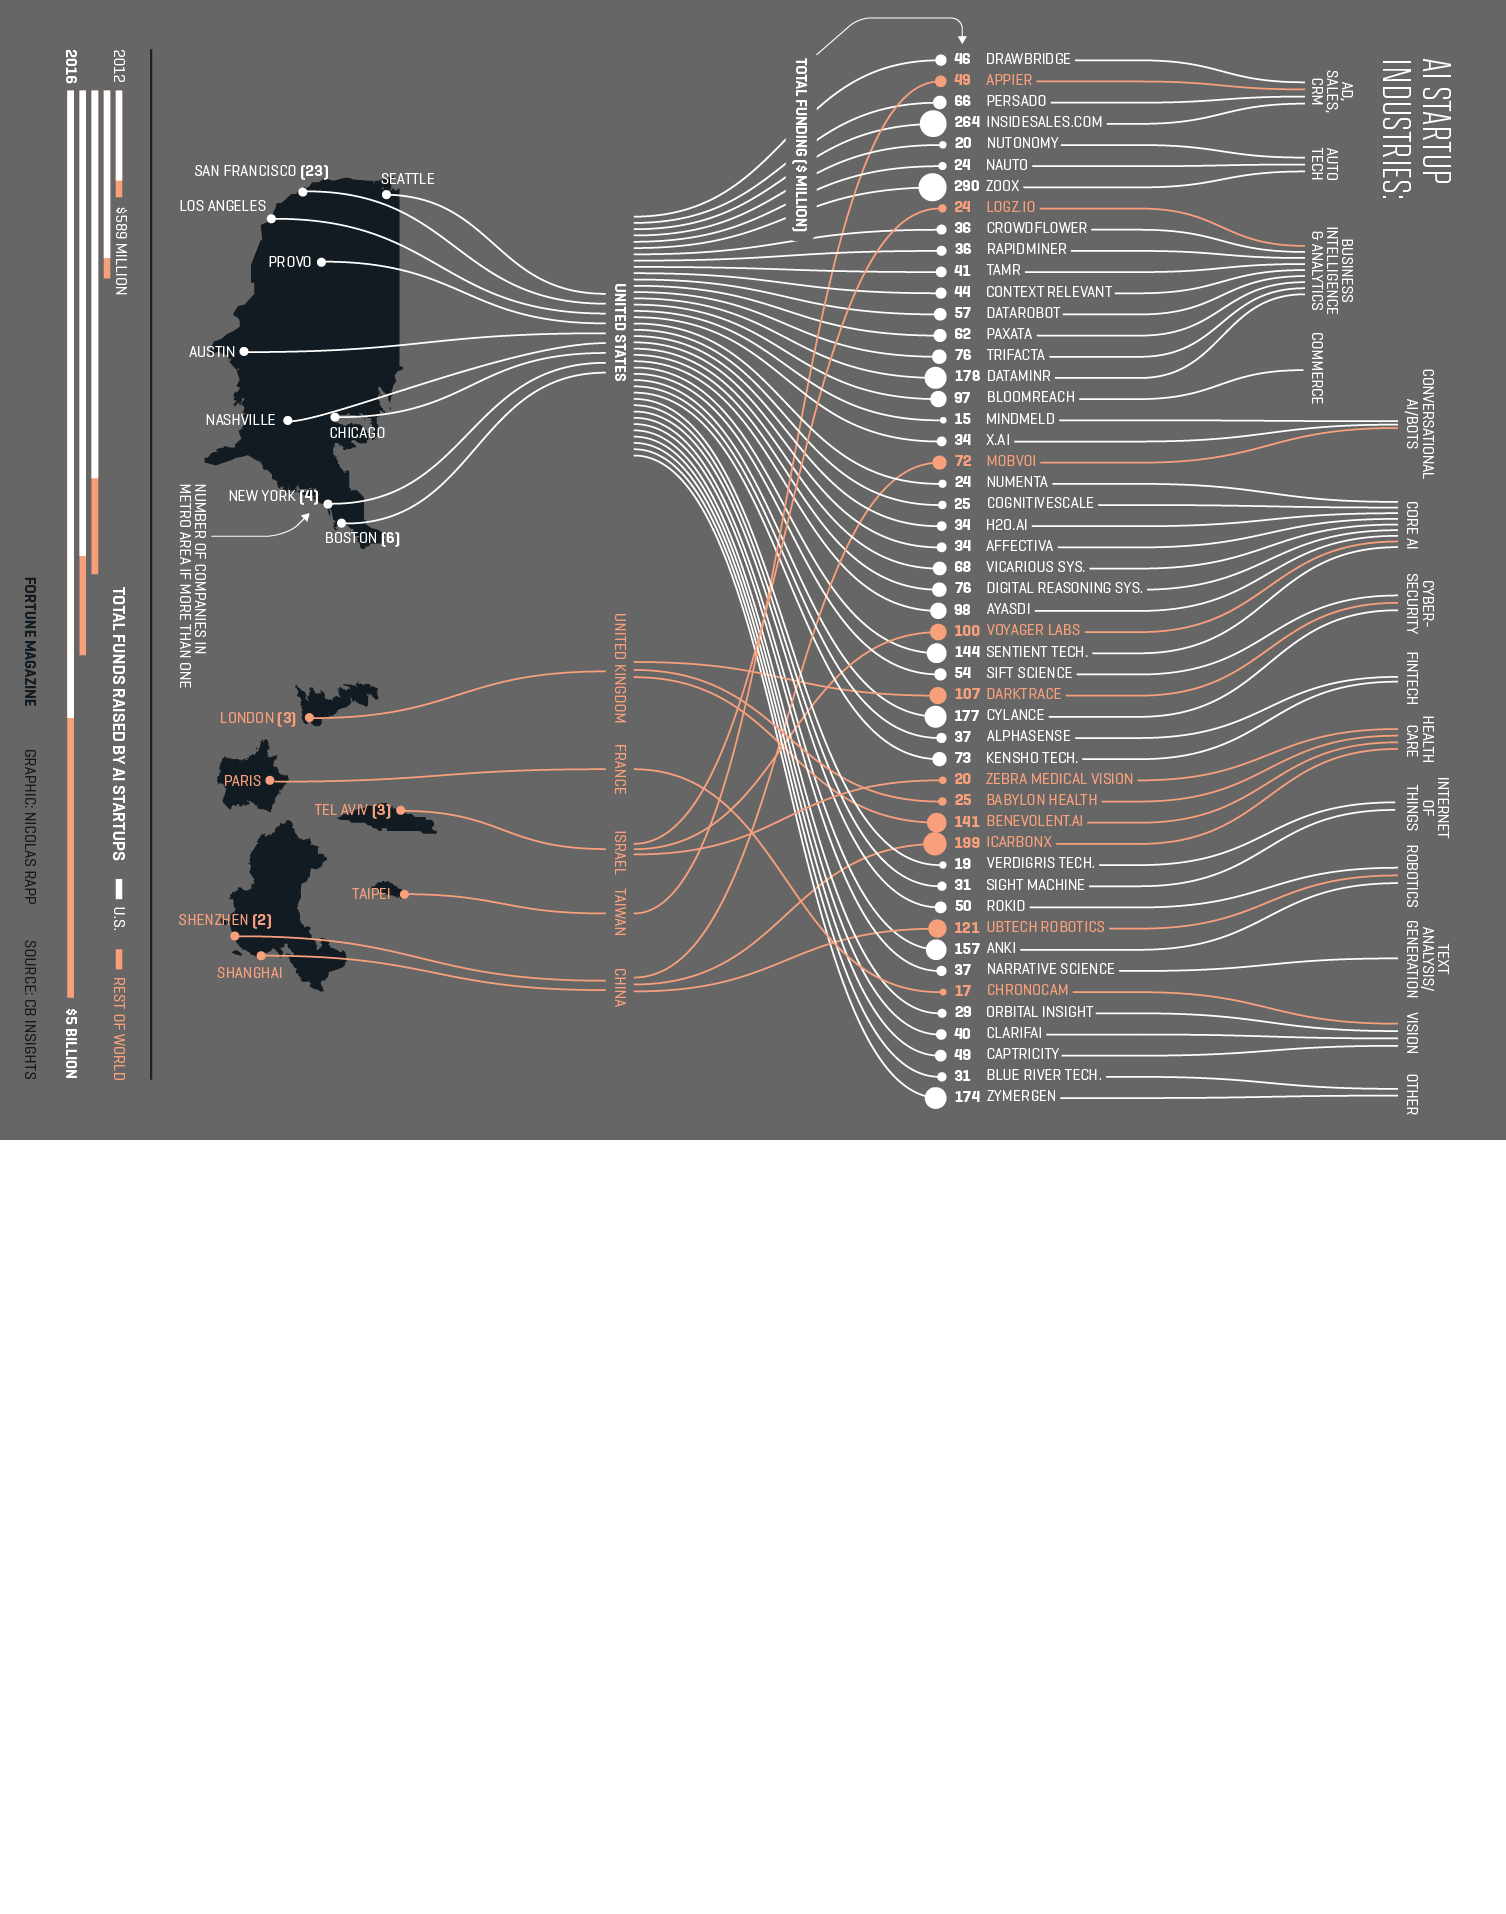 AI STARTUP
INDUSTRIES:
AD,
SALES,
CRM
AUTO
TECH
BUSINESS
INTELLIGENCE
& ANALYTICS
COMMERCE
CONVERSATIONAL
AI/BOTS
CORE AI
CYBER-
SECURITY
FINTECH
HEALTH
CARE
INTERNET
OF
THINGS
ROBOTICS
TEXT
ANALYSIS/
GENERATION
VISION
OTHER
TOTAL FUNDING ($ MILLION)
46 DRAWBRIDGE
49 APPIER
66 PERSADO
264 INSIDESALES.COM
20 NUTONOMY
24 NAUTO
290 ZOOX
24 LOGZ.IO
36 CROWDFLOWER
36 RAPIDMINER
41 TAMR
44 CONTEXT RELEVANT
57 DATAROBOT
62 PAXATA
76 TRIFACTA
178 DATAMINR
97 BLOOMREACH
15 MINDMELD
34 X.AI
72 MOBVOI
24 NUMENTA
25 COGNITIVESCALE
34 H2O.AI
34 AFFECTIVA
68 VICARIOUS SYS.
76 DIGITAL REASONING SYS.
98 AYASDI
100 VOYAGER LABS
144 SENTIENT TECH.
54 SIFT SCIENCE
107 DARKTRACE
177 CYLANCE
37 ALPHASENSE
73 KENSHO TECH.
20 ZEBRA MEDICAL VISION
25 BABYLON HEALTH
141 BENEVOLENT.AI
199 ICARBONX
19 VERDIGRIS TECH.
31 SIGHT MACHINE
50 ROKID
121 UBTECH ROBOTICS
157 ANKI
37 NARRATIVE SCIENCE
17 CHRONOCAM
29 ORBITAL INSIGHT
40 CLARIFAI
49 CAPTRICITY
31 BLUE RIVER TECH.
174 ZYMERGEN
UNITED STATES
UNITED KINGDOM
FRANCE
ISRAEL
TAIWAN
CHINA
SAN FRANCISCO (23)
SEATTLE
LOS ANGELES
PROVO
AUSTIN
NASHVILLE
CHICAGO
NEW YORK (4)
BOSTON (6)
NUMBER OF COMPANIES IN
METRO AREA IF MORE THAN ONE
LONDON (3)
PARIS
TEL AVIV (3)
TAIPEI
SHENZHEN (2)
SHANGHAI
TOTAL FUNDS RAISED BY AI STARTUPS
U.S.
REST OF WORLD
2012
$589 MILLION
2016
$5 BILLION
FORTUNE MAGAZINE
GRAPHIC: NICOLAS RAPP
SOURCE: CB INSIGHTS